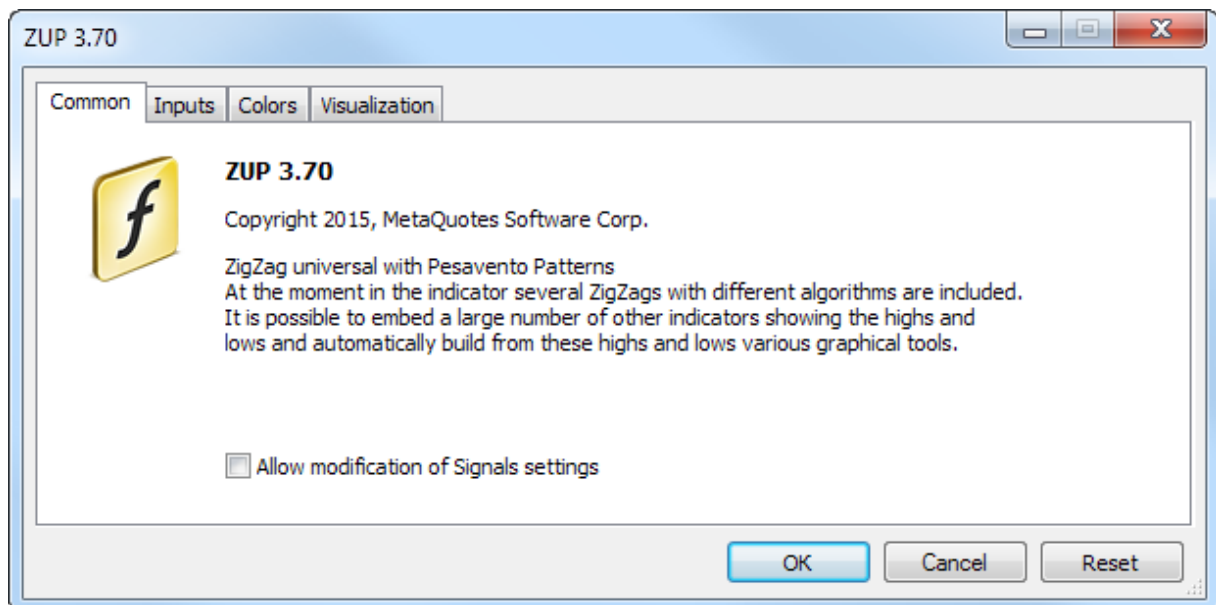 ZUP 3.70
Common Inputs Colors Visualization
f
ZUP 3.70
Copyright 2015, MetaQuotes Software Corp.
ZigZag universal with Pesavento Patterns
At the moment in the indicator several ZigZags with different algorithms are included.
It is possible to embed a large number of other indicators showing the highs and
lows and automatically build from these highs and lows various graphical tools.
Allow modification of Signals settings
OK Cancel Reset